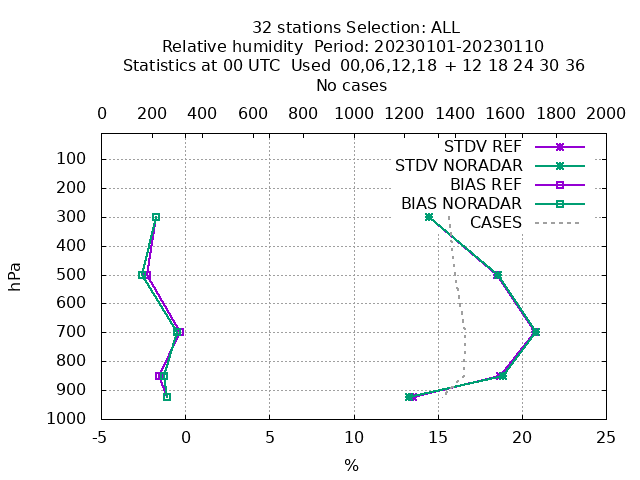 32 stations Selection: ALL
Relative humidity  Period: 20230101-20230110
Statistics at 00 UTC  Used  00,06,12,18  + 12 18 24 30 36
No cases
0 200 400 600 800 1000 1200 1400 1600 1800 2000
STDV REF
STDV NORADAR
BIAS REF
BIAS NORADAR
CASES
hPa
100
200
300
400
500
600
700
800
900
1000
-5 0 5 10 15 20 25
%